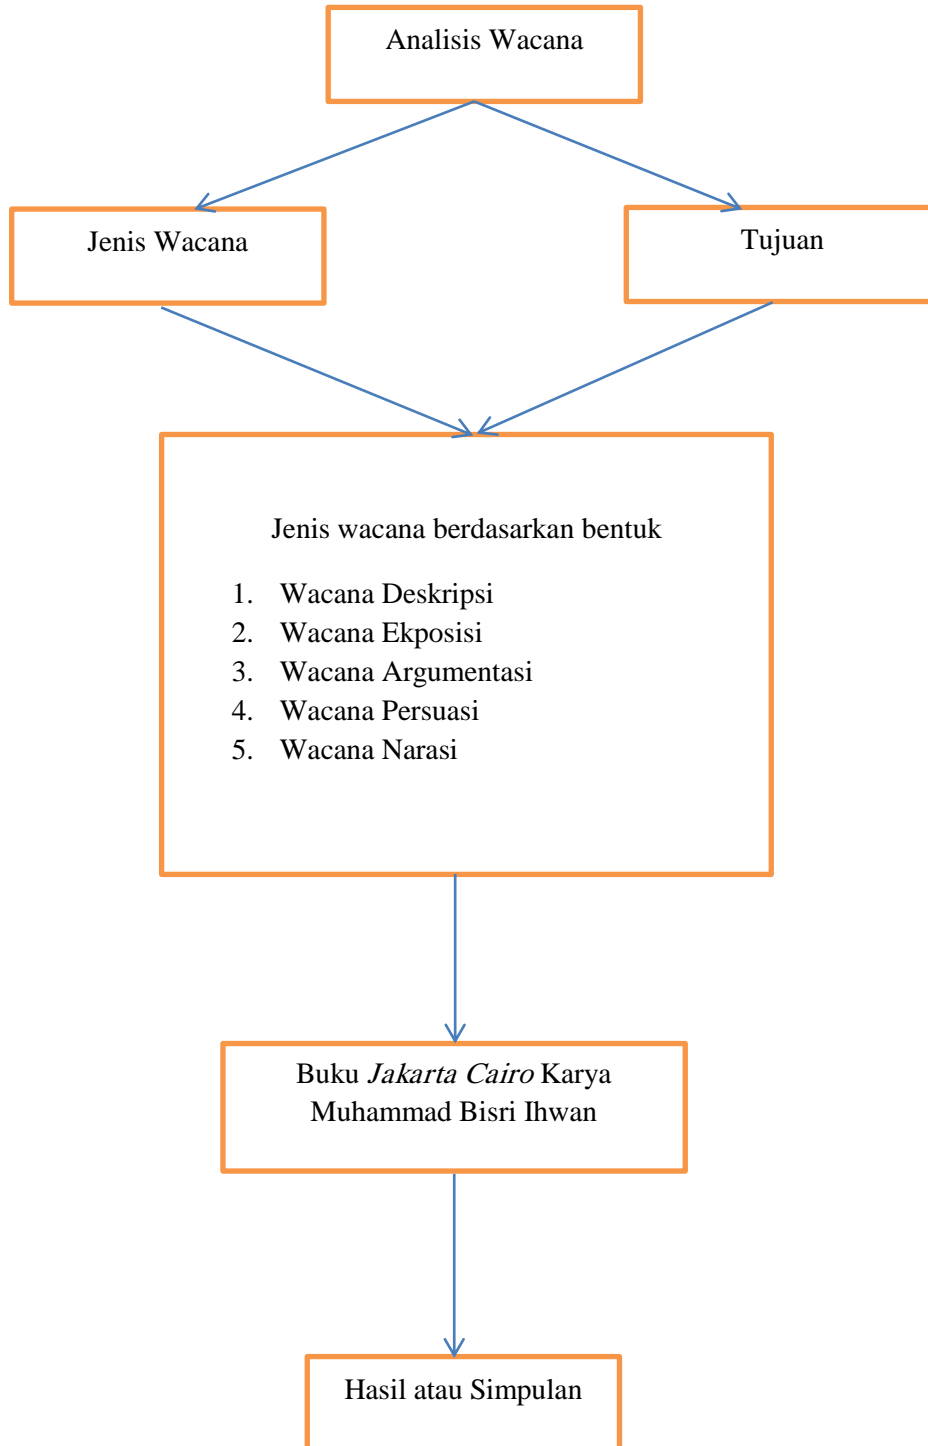 Analisis Wacana
Jenis Wacana
Tujuan
Jenis wacana berdasarkan bentuk
1. Wacana Deskripsi
2. Wacana Ekposisi
3. Wacana Argumentasi
4. Wacana Persuasi
5. Wacana Narasi
Buku Jakarta Cairo Karya
Muhammad Bisri Ihwan
Hasil atau Simpulan